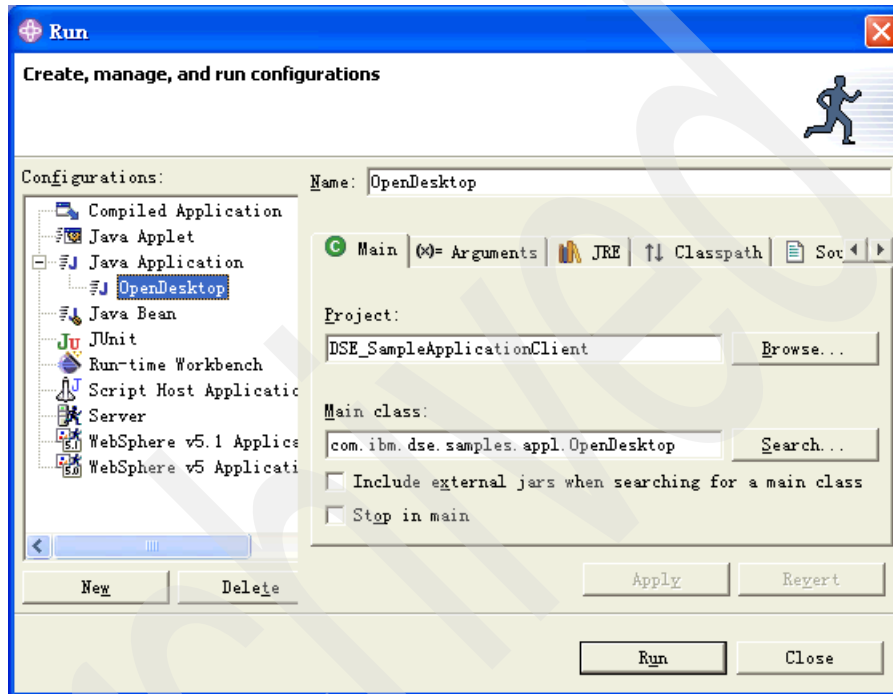 Run
Create, manage, and run configurations
Configurations:
Compiled Application
Java Applet
Java Application
OpenDesktop
Java Bean
JUnit
Run-time Workbench
Script Host Applicatic
Server
WebSphere v5.1 Applica
WebSphere v5 Applicati
New Delete
Name: OpenDesktop
Main (x)= Arguments JRE Classpath Sou
Project:
DSE_SampleApplicationClient Browse...
Main class:
com.ibm.dse.samples.appl.OpenDesktop Search...
Include external jars when searching for a main class
Stop in main
Apply Revert
Run Close